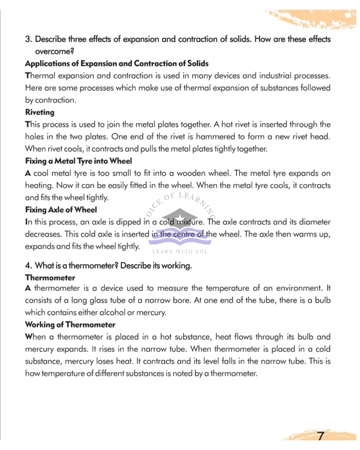 3. Describe three effects of expansion and contraction of solids. How are these effects
overcome?
Applications of Expansion and Contraction of Solids
Thermal expansion and contraction is used in many devices and industrial processes.
Here are some processes which make use of thermal expansion of substances followed
by contraction.
Riveting
This process is used to join the metal plates together. A hot rivet is inserted through the
holes in the two plates. One end of the rivet is hammered to form a new rivet head.
When rivet cools, it contracts and pulls the metal plates tightly together.
Fixing a Metal Tyre into Wheel
A cool metal tyre is too small to fit into a wooden wheel. The metal tyre expands on
heating. Now it can be easily fitted in the wheel. When the metal tyre cools, it contracts
and fits the wheel tightly.
Fixing Axle of Wheel
In this process, an axle is dipped in a cold mixture. The axle contracts and its diameter
decreases. This cold axle is inserted in the centre of the wheel. The axle then warms up,
expands and fits the wheel tightly.
4. What is a thermometer? Describe its working.
Thermometer
A thermometer is a device used to measure the temperature of an environment. It
consists of a long glass tube of a narrow bore. At one end of the tube, there is a bulb
which contains either alcohol or mercury.
Working of Thermometer
When a thermometer is placed in a hot substance, heat flows through its bulb and
mercury expands. It rises in the narrow tube. When thermometer is placed in a cold
substance, mercury loses heat. It contracts and its level falls in the narrow tube. This is
how temperature of different substances is noted by a thermometer.
7